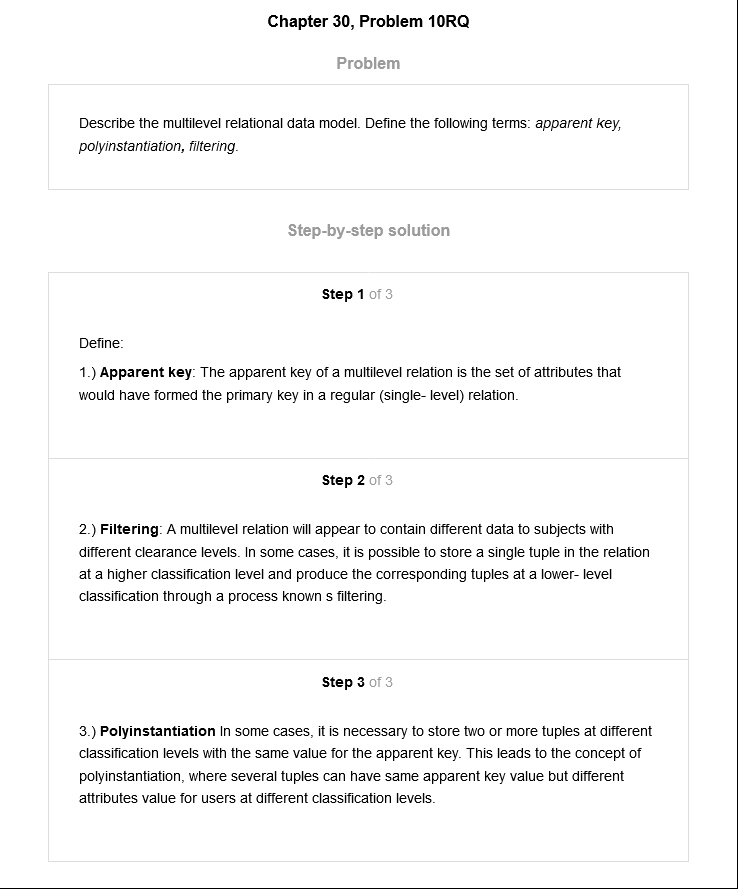 Chapter 30, Problem 10RQ
Problem
Describe the multilevel relational data model. Define the following terms: apparent key,
polyinstantiation, filtering.
Step-by-step solution
Step 1 of 3
Define:
1.) Apparent key: The apparent key of a multilevel relation is the set of attributes that
would have formed the primary key in a regular (single- level) relation.
Step 2 of 3
2.) Filtering: A multilevel relation will appear to contain different data to subjects with
different clearance levels. In some cases, it is possible to store a single tuple in the relation
at a higher classification level and produce the corresponding tuples at a lower- level
classification through a process known s filtering.
Step 3 of 3
3.) Polyinstantiation In some cases, it is necessary to store two or more tuples at different
classification levels with the same value for the apparent key. This leads to the concept of
polyinstantiation, where several tuples can have same apparent key value but different
attributes value for users at different classification levels.